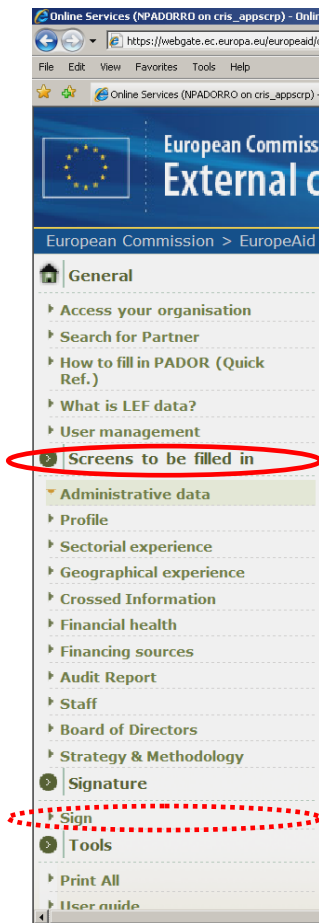 Online Services (NPADORRO on cris_appscrp) - Onlin
https://webgate.ec.europa.eu/europeaid/
File Edit View Favorites Tools Help
Online Services (NPADORRO on cris_appscrp) -
European Commiss
External c
European Commission > EuropeAid
General
Access your organisation
Search for Partner
How to fill in PADOR (Quick
Ref.)
What is LEF data?
User management
Screens to be filled in
Administrative data
Profile
Sectorial experience
Geographical experience
Crossed Information
Financial health
Financing sources
Audit Report
Staff
Board of Directors
Strategy & Methodology
Signature
Sign
Tools
Print All
User guide